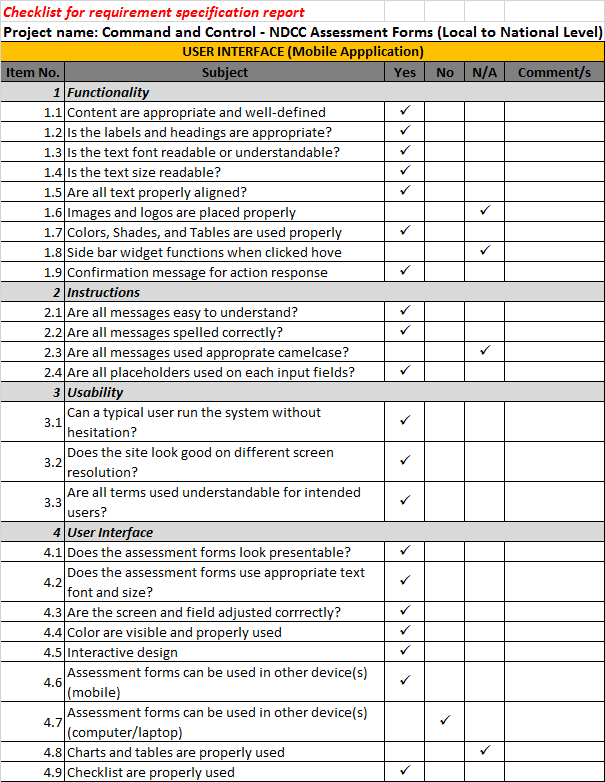 Checklist for requirement specification report
Project name: Command and Control - NDCC Assessment Forms (Local to National Level)
USER INTERFACE (Mobile Appplication)
Item No. Subject Yes No N/A Comment/s
1 Functionality
1.1 Content are appropriate and well-defined ✓
1.2 Is the labels and headings are appropriate? ✓
1.3 Is the text font readable or understandable? ✓
1.4 Is the text size readable? ✓
1.5 Are all text properly aligned? ✓
1.6 Images and logos are placed properly ✓
1.7 Colors, Shades, and Tables are used properly ✓
1.8 Side bar widget functions when clicked hove ✓
1.9 Confirmation message for action response ✓
2 Instructions
2.1 Are all messages easy to understand? ✓
2.2 Are all messages spelled correctly? ✓
2.3 Are all messages used approprate camelcase? ✓
2.4 Are all placeholders used on each input fields? ✓
3 Usability
3.1 Can a typical user run the system without
hesitation? ✓
3.2 Does the site look good on different screen
resolution? ✓
3.3 Are all terms used understandable for intended
users? ✓
4 User Interface
4.1 Does the assessment forms look presentable? ✓
4.2 Does the assessment forms use appropriate text
font and size? ✓
4.3 Are the screen and field adjusted corrrectly? ✓
4.4 Color are visible and properly used ✓
4.5 Interactive design ✓
4.6 Assessment forms can be used in other device(s)
(mobile) ✓
4.7 Assessment forms can be used in other device(s)
(computer/laptop) ✓
4.8 Charts and tables are properly used ✓
4.9 Checklist are properly used ✓